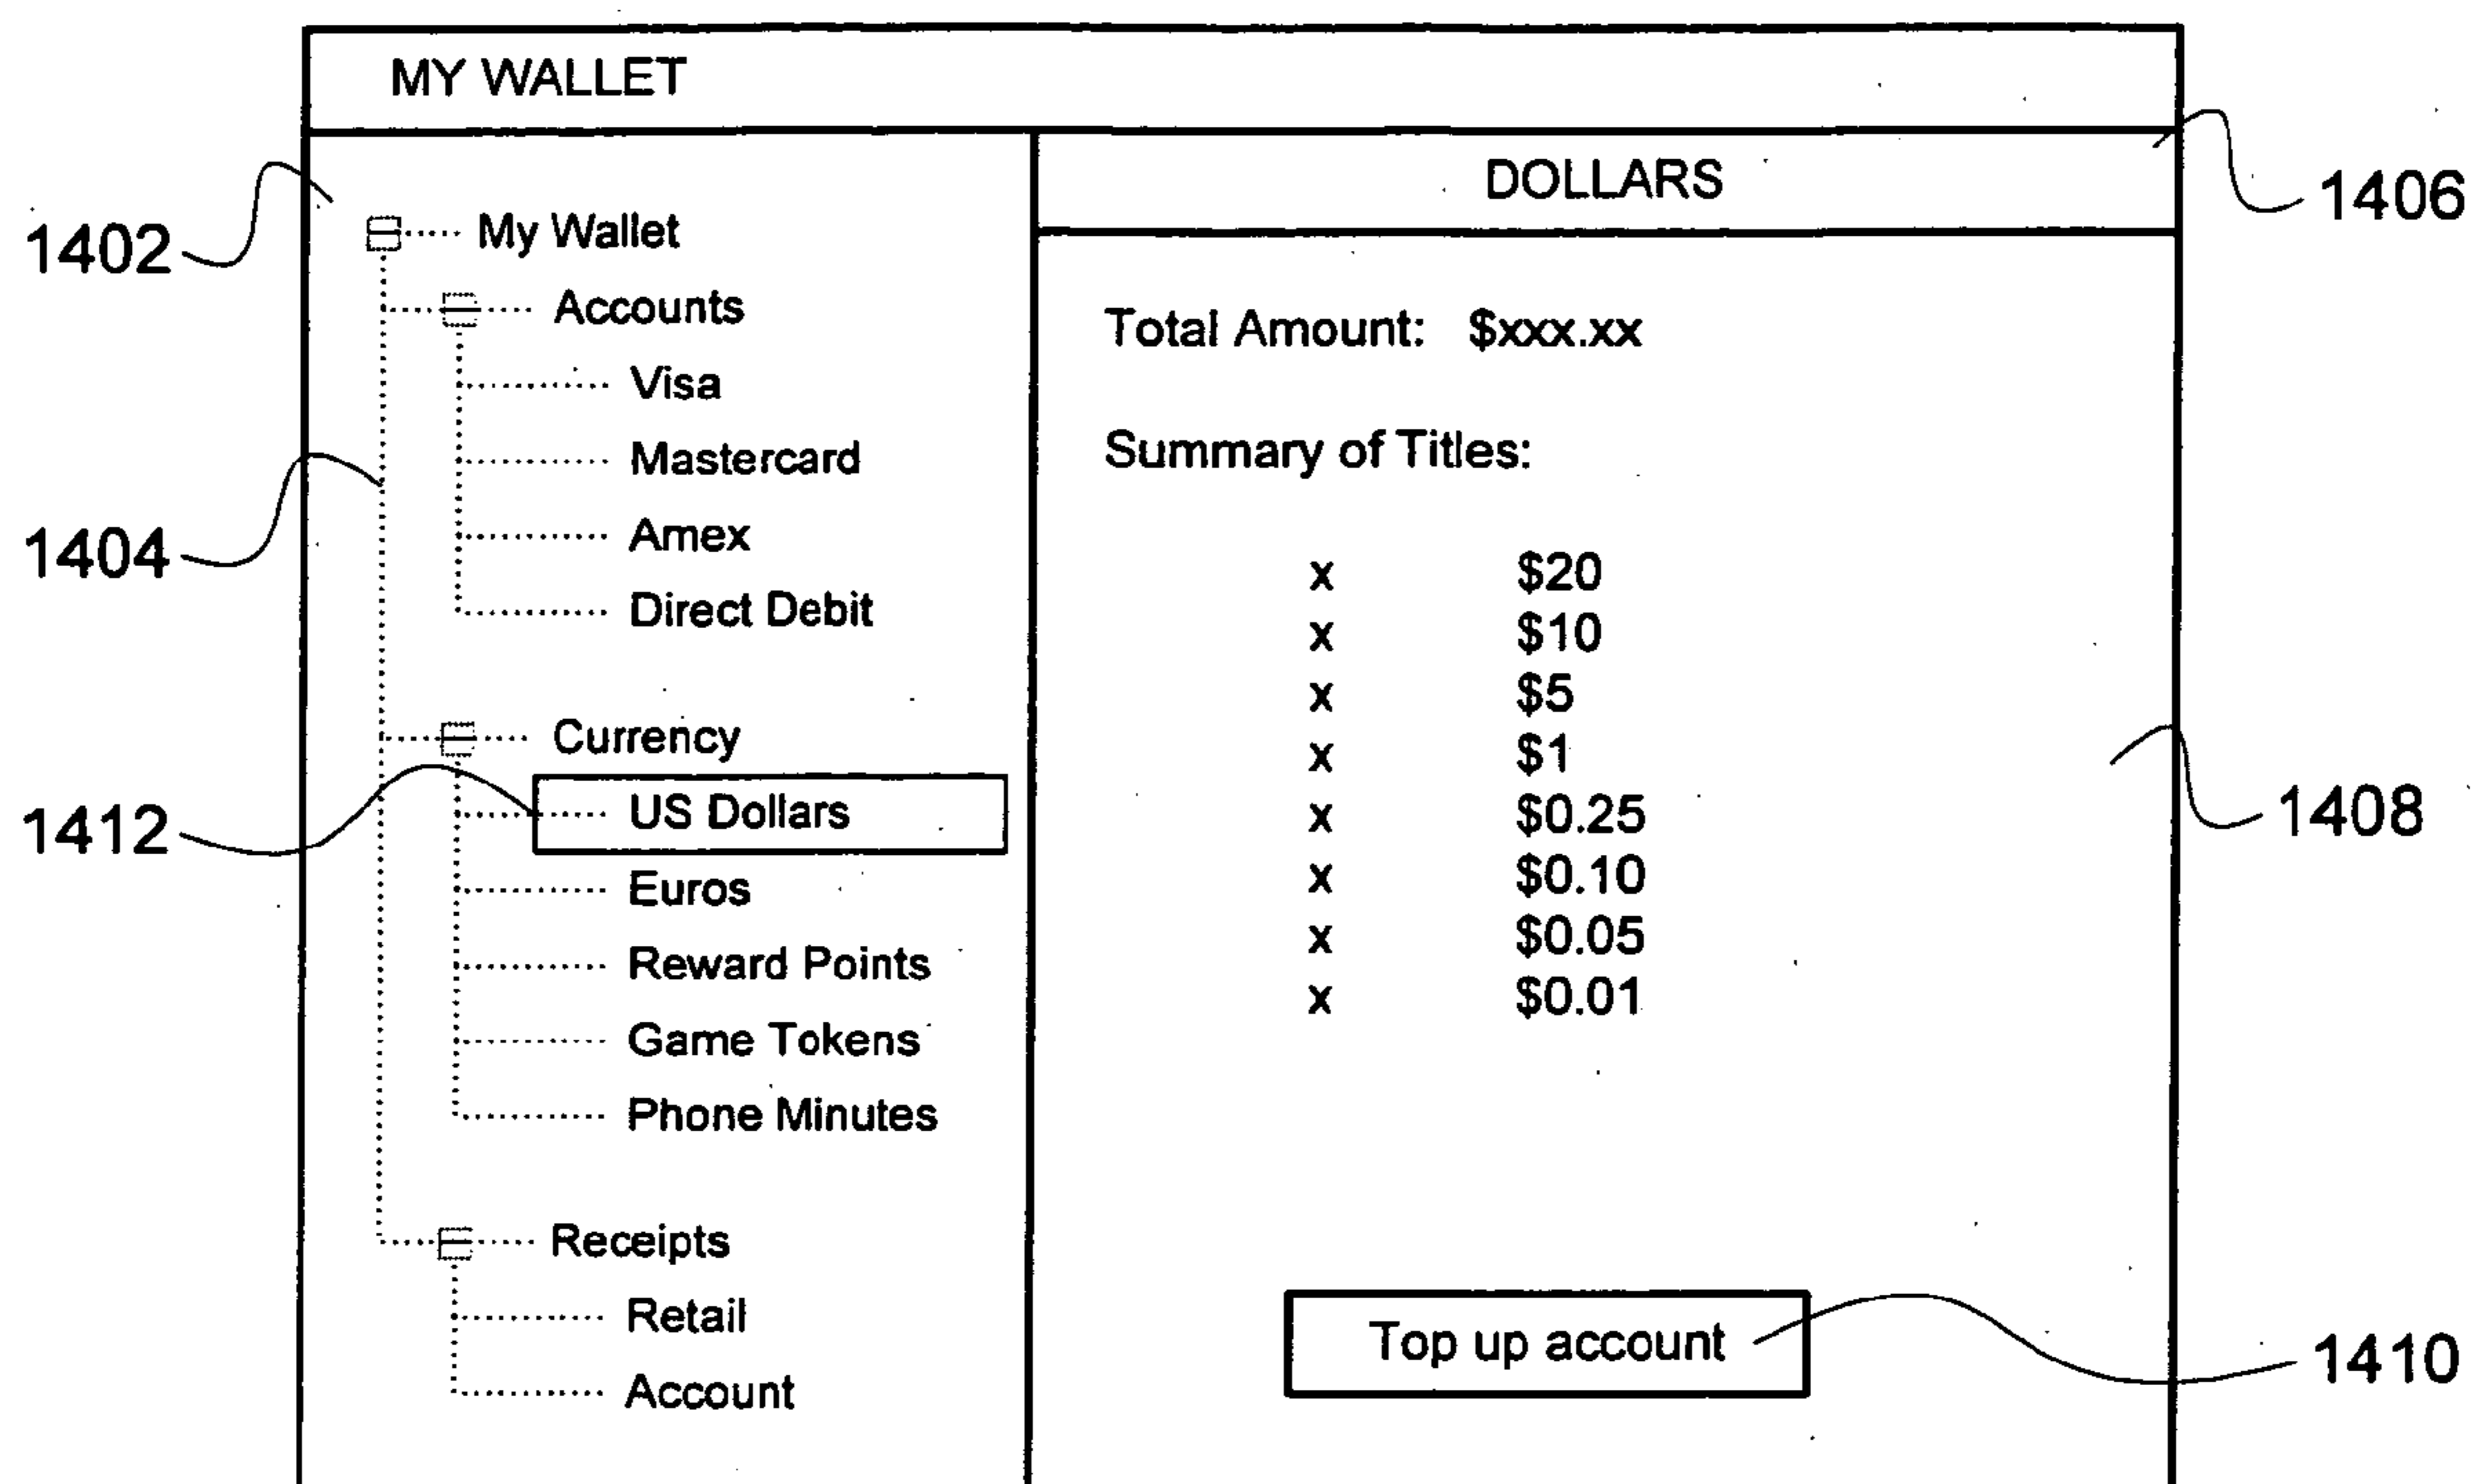 MY WALLET
DOLLARS
1406
1402
My Wallet
Accounts
Visa
Mastercard
Amex
Direct Debit
1404
Currency
US Dollars
1412
Euros
Reward Points
Game Tokens
Phone Minutes
Receipts
Retail
Account
Total Amount: $xxx.xx
Summary of Titles:
x $20
x $10
x $5
x $1
x $0.25
x $0.10
x $0.05
x $0.01
1408
Top up account
1410